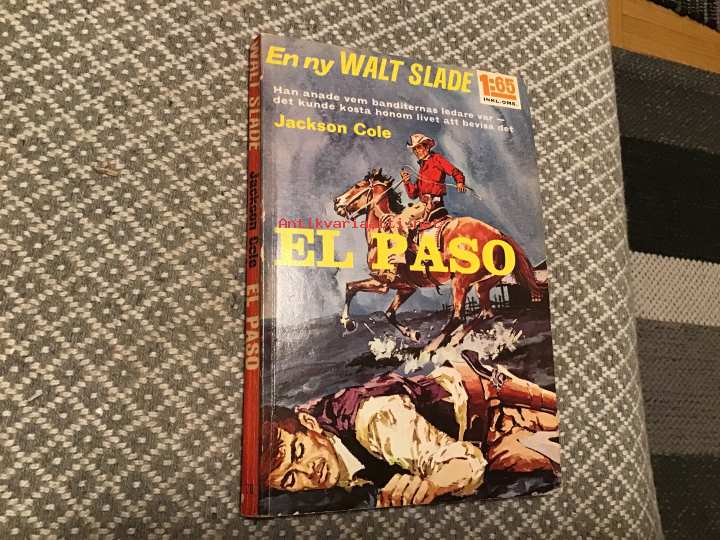 En ny WALT SLADE
1:65
INKL. OMS
Han anade vem banditernas ledare var —
det kunde kosta honom livet att bevisa det
Jackson Cole
EL PASO
WALT SLADE Jackson Cole EL PASO